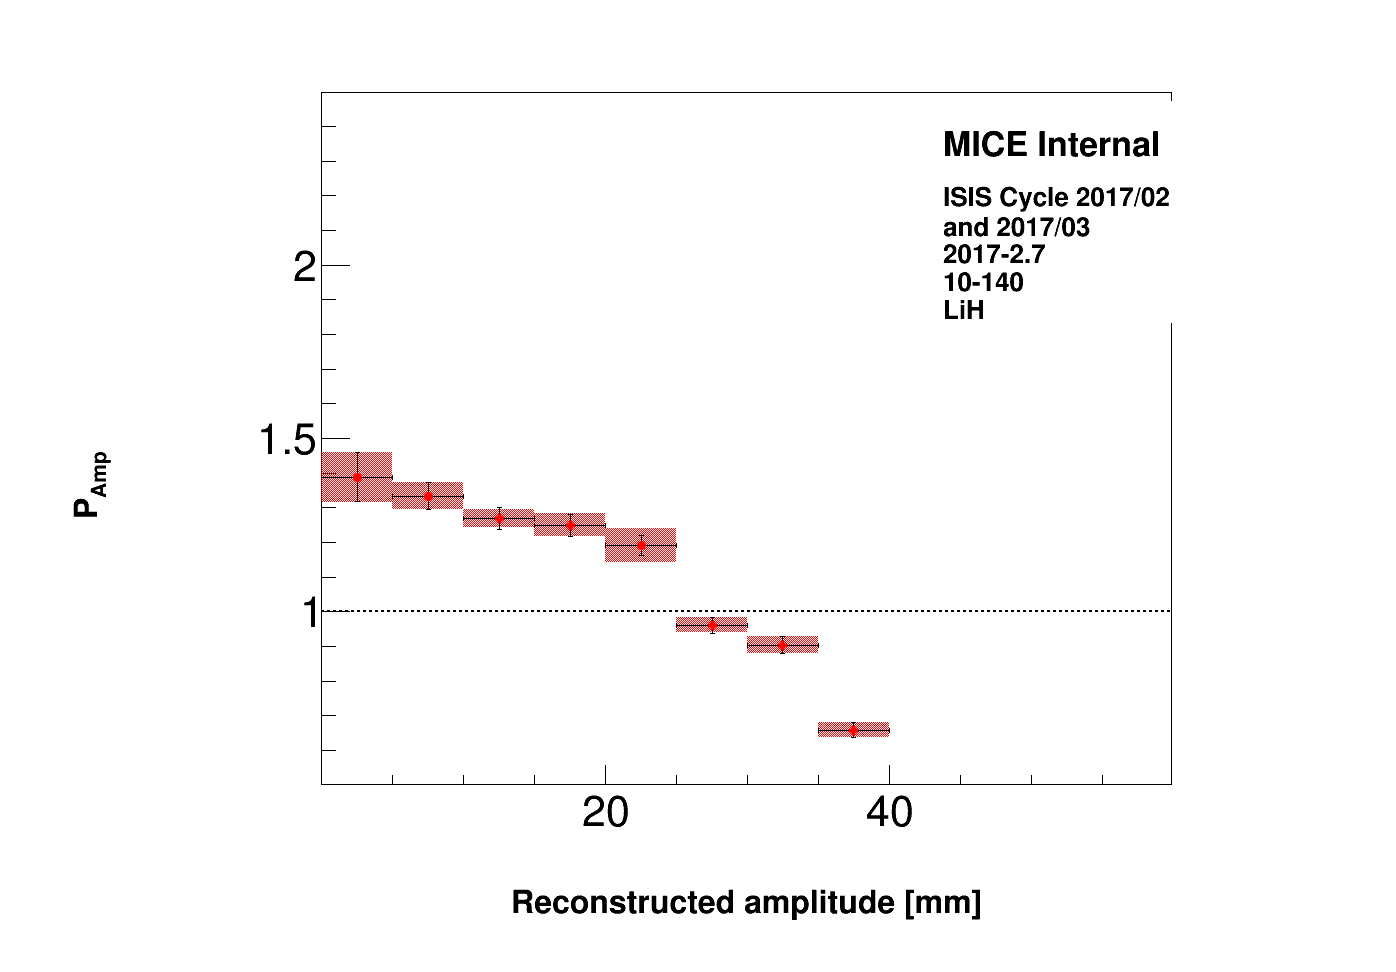 MICE Internal
ISIS Cycle 2017/02
and 2017/03
2017-2.7
10-140
LiH
2
1.5
1
P_Amp
20 40
Reconstructed amplitude [mm]